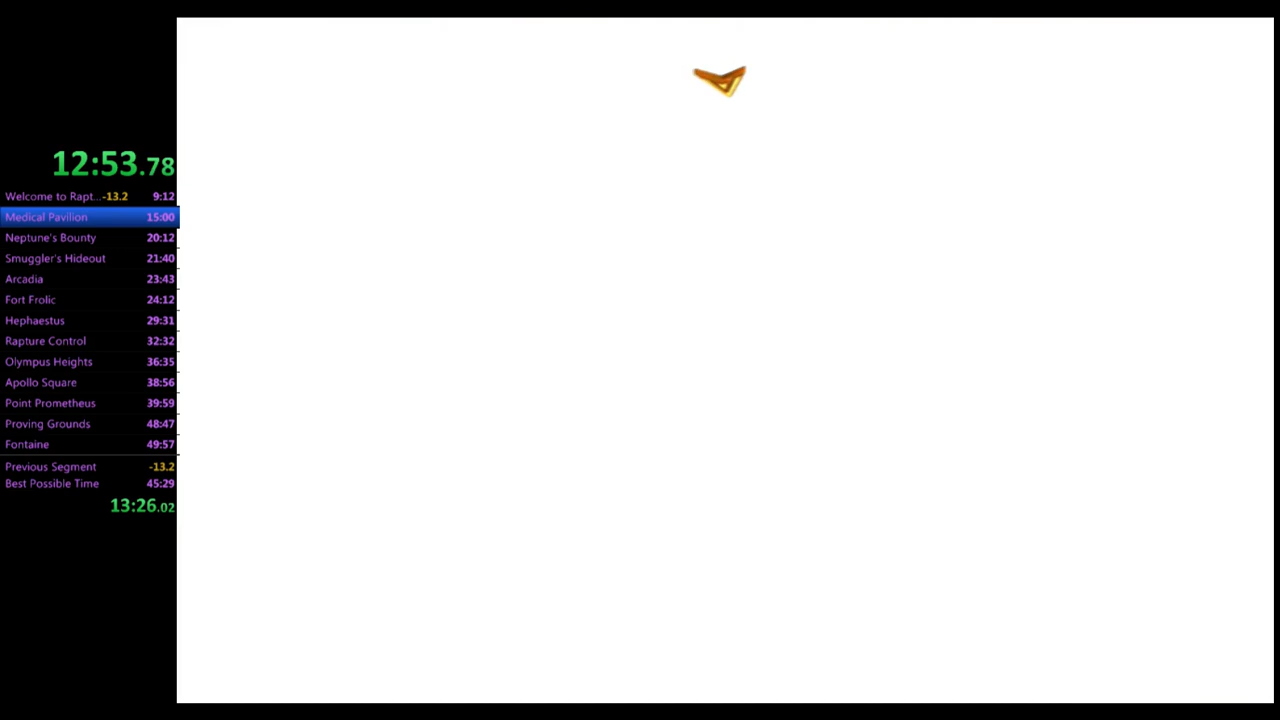 12:53.78
Welcome to Rapt... -13.2 9:12
Medical Pavilion 15:00
Neptune's Bounty 20:12
Smuggler's Hideout 21:40
Arcadia 23:43
Fort Frolic 24:12
Hephaestus 29:31
Rapture Control 32:32
Olympus Heights 36:35
Apollo Square 38:56
Point Prometheus 39:59
Proving Grounds 48:47
Fontaine 49:57
Previous Segment -13.2
Best Possible Time 45:29
13:26.02